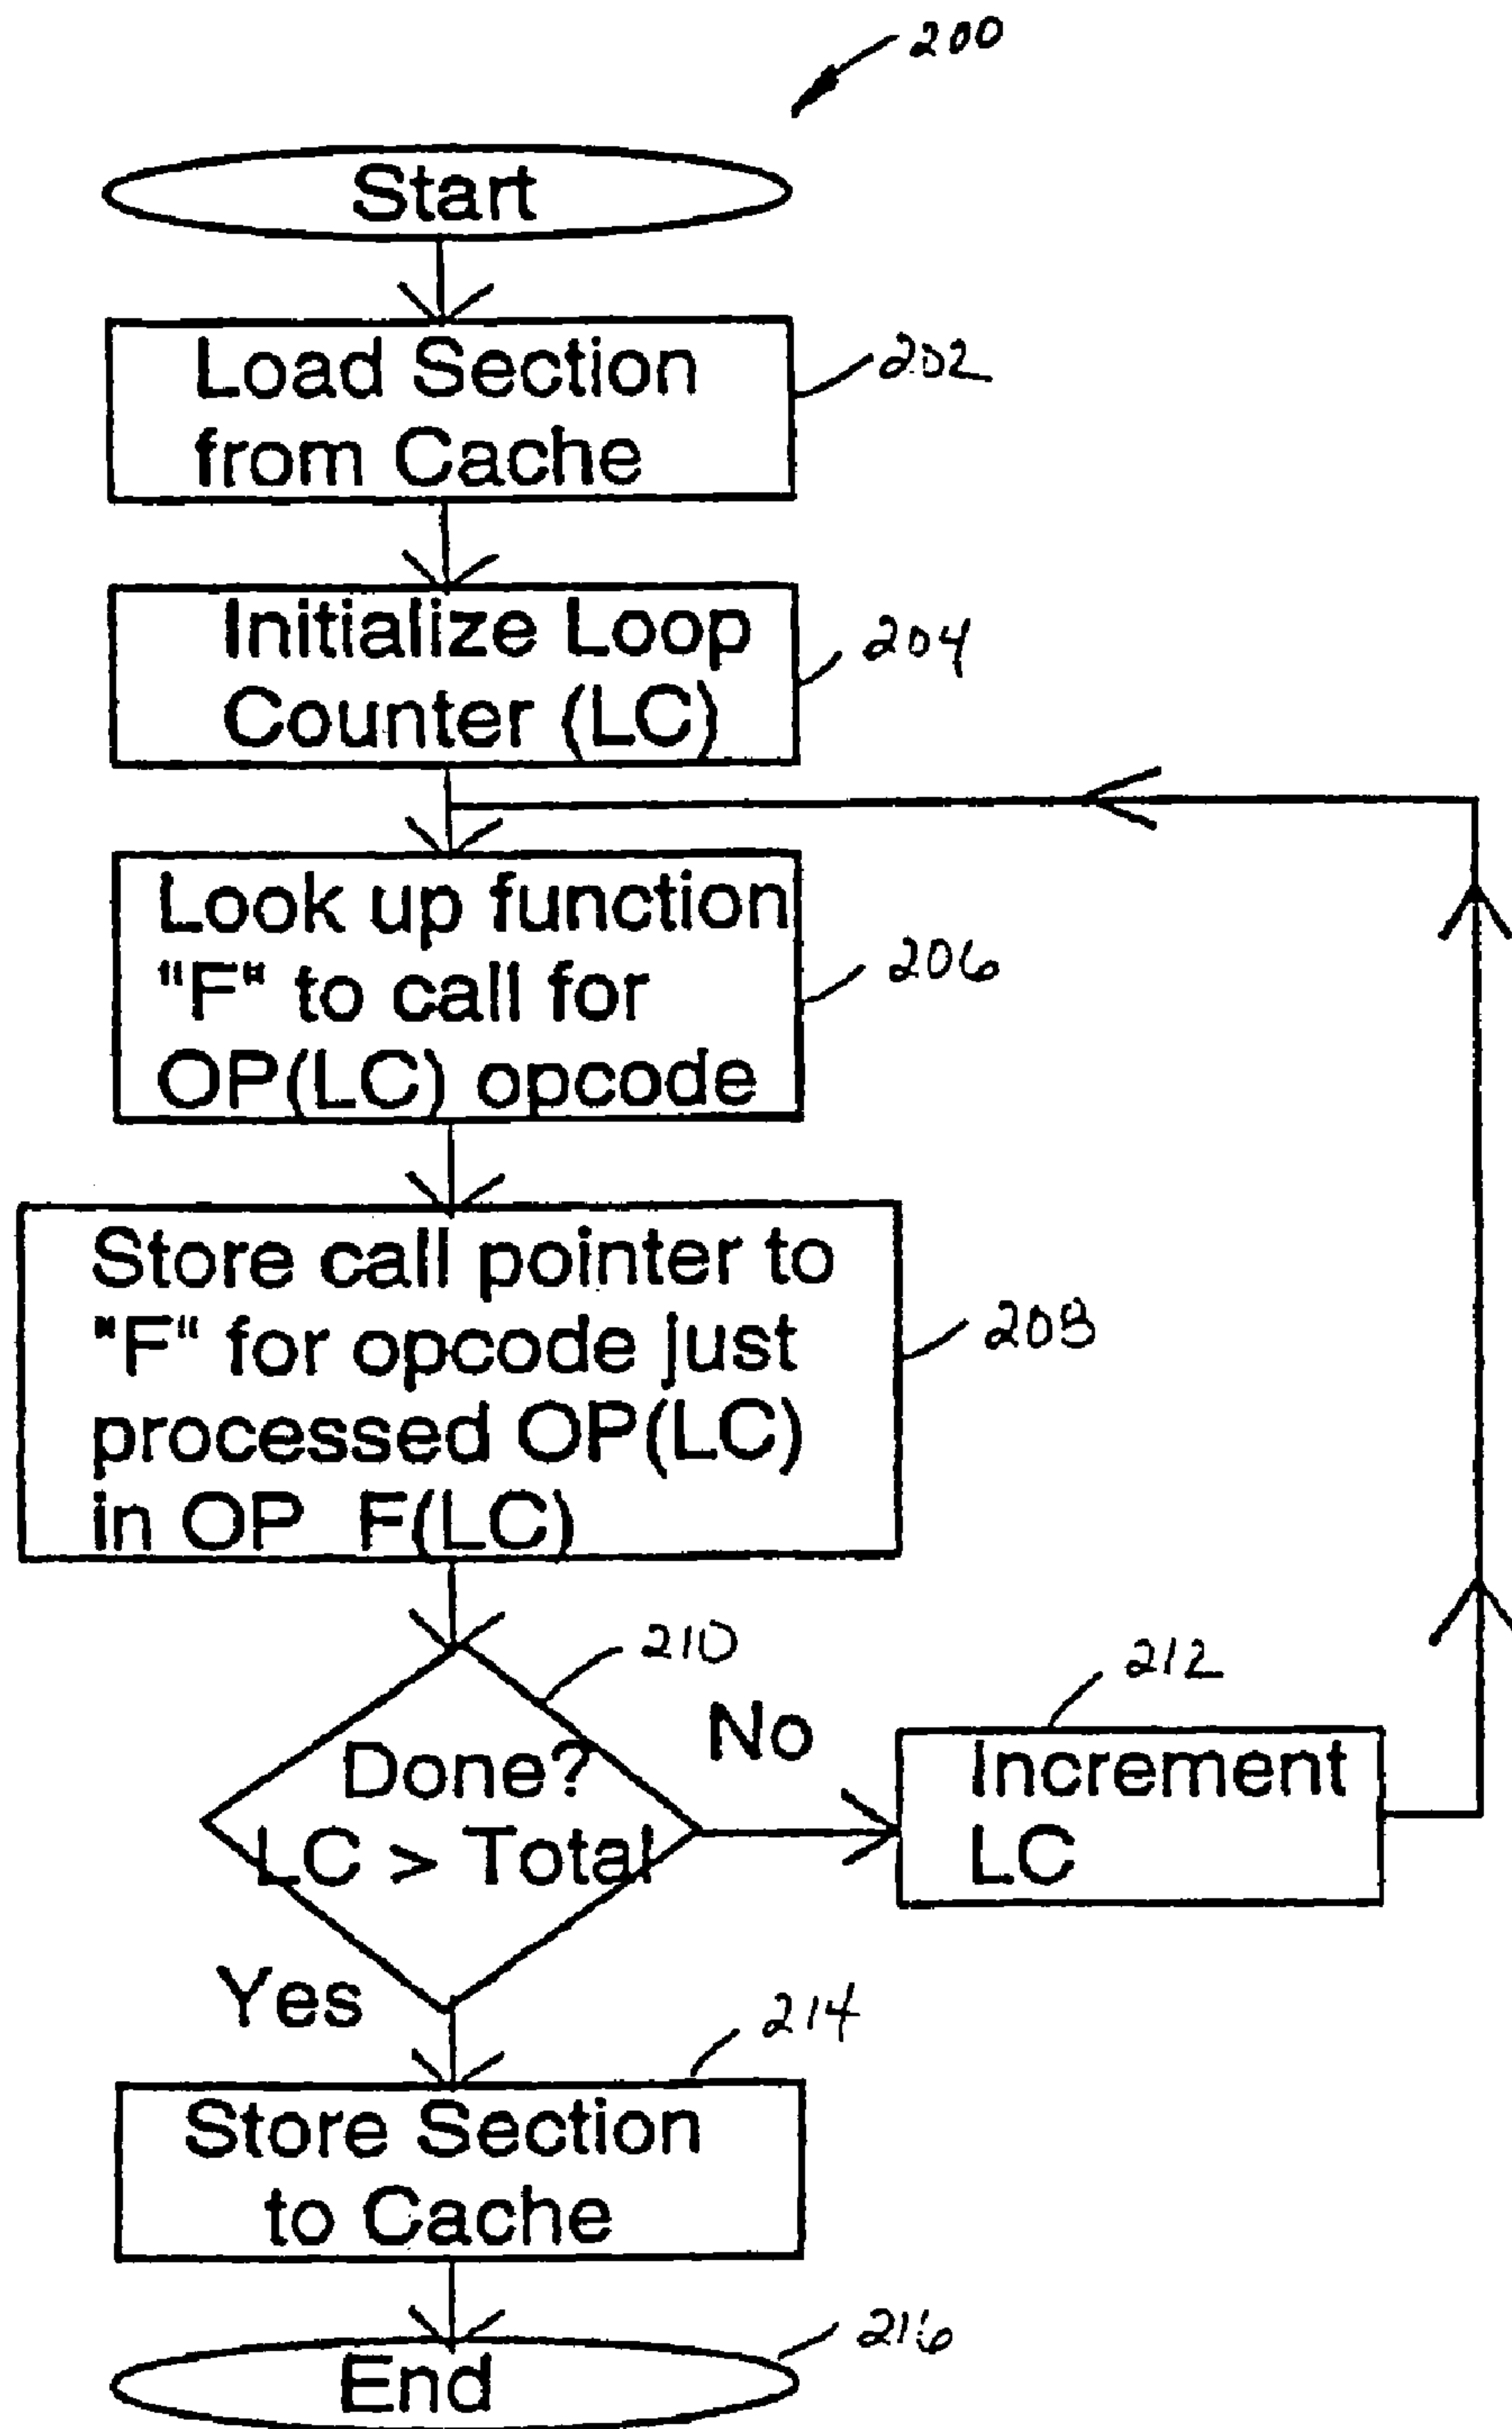 200
Start
Load Section
from Cache
202
Initialize Loop
Counter (LC)
204
Look up function
"F" to call for
OP(LC) opcode
206
Store call pointer to
"F" for opcode just
processed OP(LC)
in OP F(LC)
208
210
Done?
LC > Total
No
212
Increment
LC
Yes
214
Store Section
to Cache
216
End